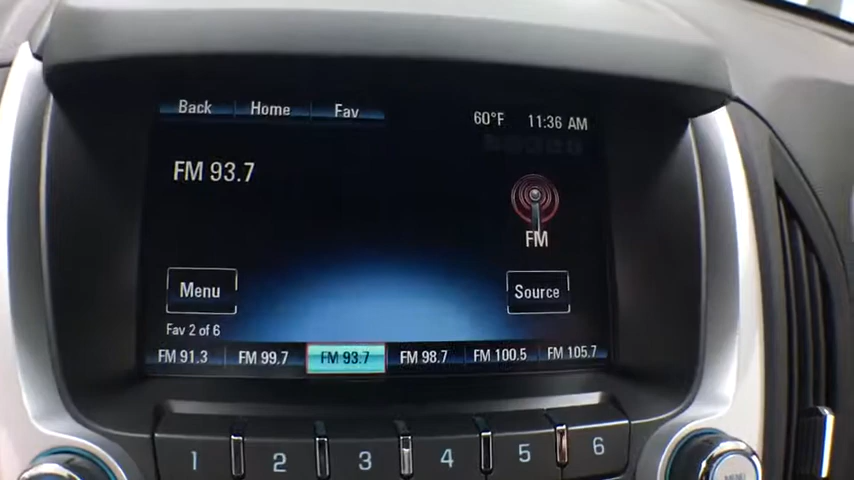 Back Home Fav 60°F 11:36 AM
FM 93.7
FM
Menu Source
Fav 2 of 6
FM 91.3 FM 99.7 FM 93.7 FM 98.7 FM 100.5 FM 105.7
1 2 3 4 5 6
MENU